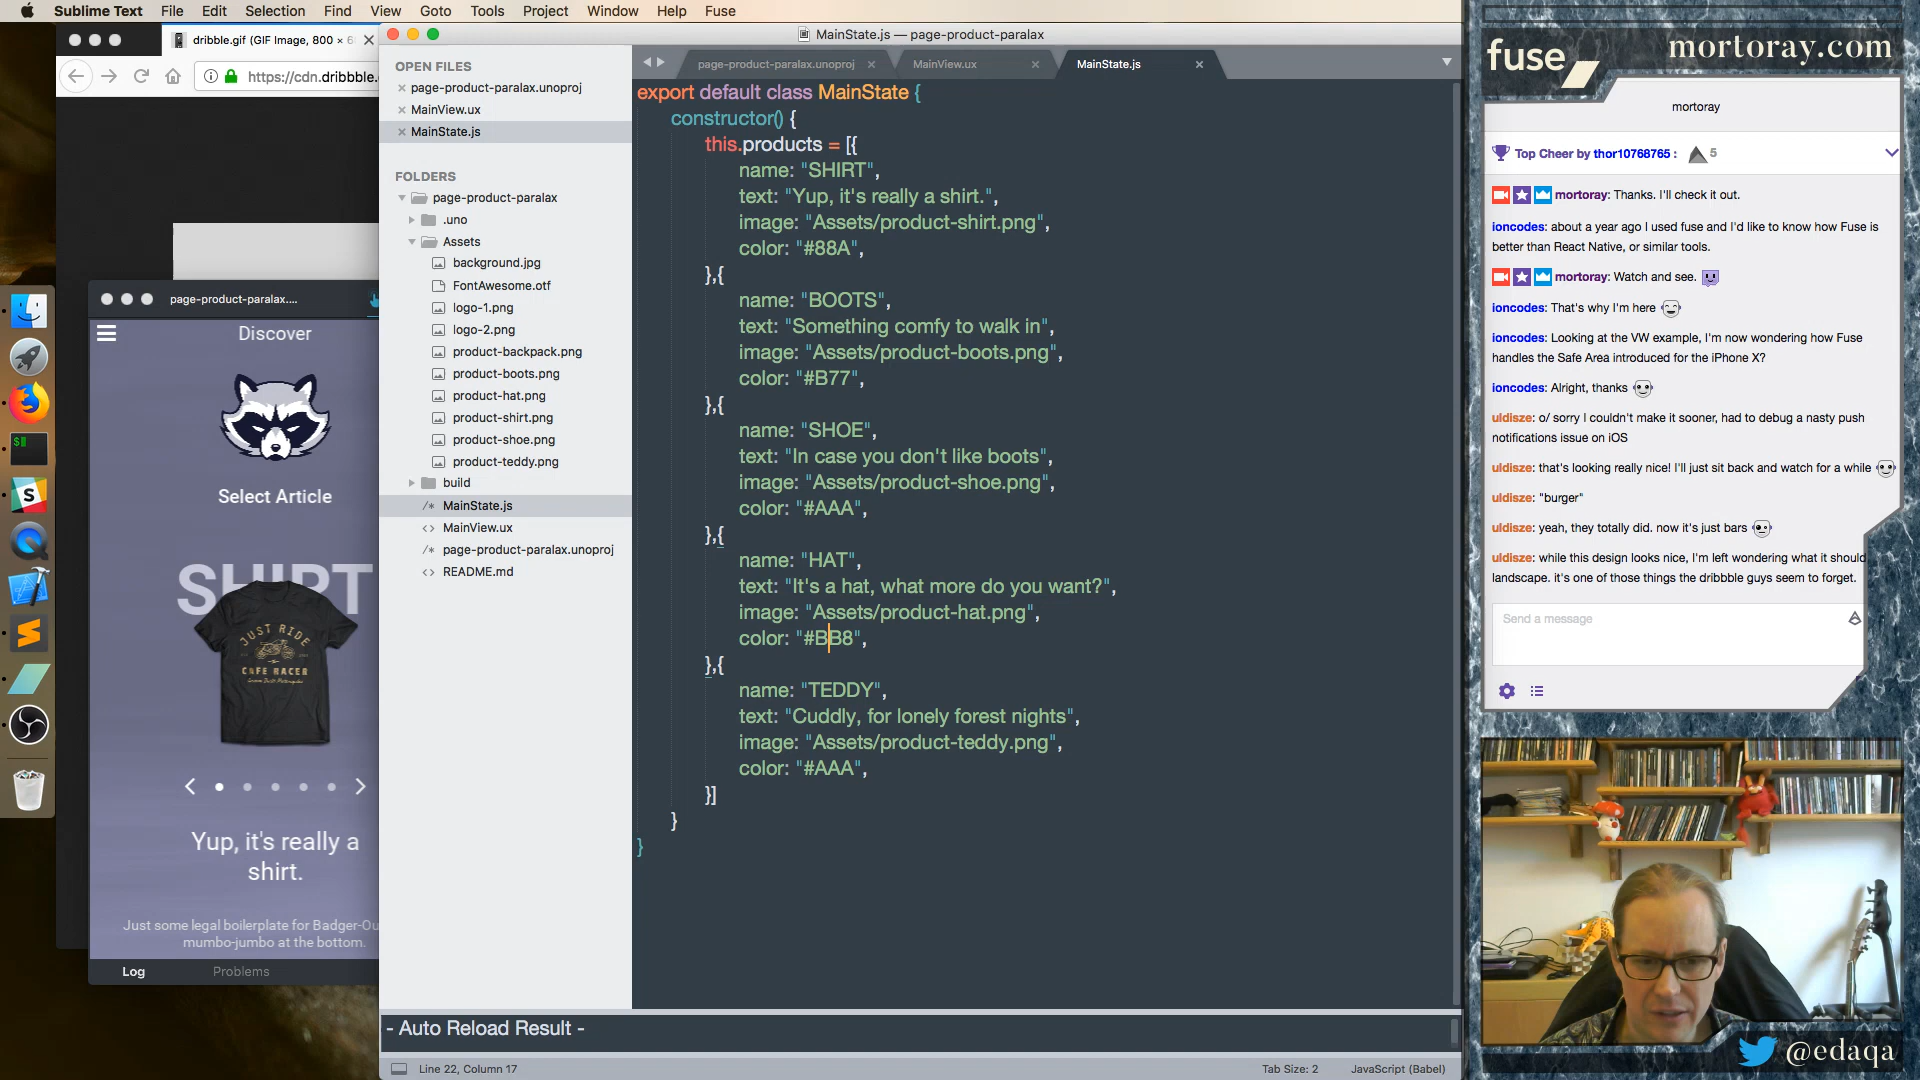 Sublime Text File Edit Selection Find View Goto Tools Project Window Help Fuse
dribble.gif (GIF Image, 800 × 6
https://cdn.dribbble.
page-product-paralax....
Discover
Select Article
SHIRT
JUST RIDE
CAFE RACER
Yup, it's really a
shirt.
Just some legal boilerplate for Badger-Ou
mumbo-jumbo at the bottom.
Log Problems
MainState.js — page-product-paralax
OPEN FILES
page-product-paralax.unoproj
MainView.ux
MainState.js
FOLDERS
page-product-paralax
.uno
Assets
background.jpg
FontAwesome.otf
logo-1.png
logo-2.png
product-backpack.png
product-boots.png
product-hat.png
product-shirt.png
product-shoe.png
product-teddy.png
build
MainState.js
MainView.ux
page-product-paralax.unoproj
README.md
page-product-paralax.unoproj MainView.ux MainState.js
export default class MainState {
constructor() {
this.products = [{
name: "SHIRT",
text: "Yup, it's really a shirt.",
image: "Assets/product-shirt.png",
color: "#88A",
},{
name: "BOOTS",
text: "Something comfy to walk in",
image: "Assets/product-boots.png",
color: "#B77",
},{
name: "SHOE",
text: "In case you don't like boots",
image: "Assets/product-shoe.png",
color: "#AAA",
},{
name: "HAT",
text: "It's a hat, what more do you want?",
image: "Assets/product-hat.png",
color: "#BB8",
},{
name: "TEDDY",
text: "Cuddly, for lonely forest nights",
image: "Assets/product-teddy.png",
color: "#AAA",
}]
}
}
- Auto Reload Result -
Line 22, Column 17 Tab Size: 2 JavaScript (Babel)
fuse
mortoray.com
mortoray
Top Cheer by thor10768765 : 5
mortoray: Thanks. I'll check it out.
ioncodes: about a year ago I used fuse and I'd like to know how Fuse is
better than React Native, or similar tools.
mortoray: Watch and see.
ioncodes: That's why I'm here
ioncodes: Looking at the VW example, I'm now wondering how Fuse
handles the Safe Area introduced for the iPhone X?
ioncodes: Alright, thanks
uldisze: o/ sorry I couldn't make it sooner, had to debug a nasty push
notifications issue on iOS
uldisze: that's looking really nice! I'll just sit back and watch for a while
uldisze: "burger"
uldisze: yeah, they totally did. now it's just bars
uldisze: while this design looks nice, I'm left wondering what it should
landscape. it's one of those things the dribbble guys seem to forget.
Send a message
@edaqa